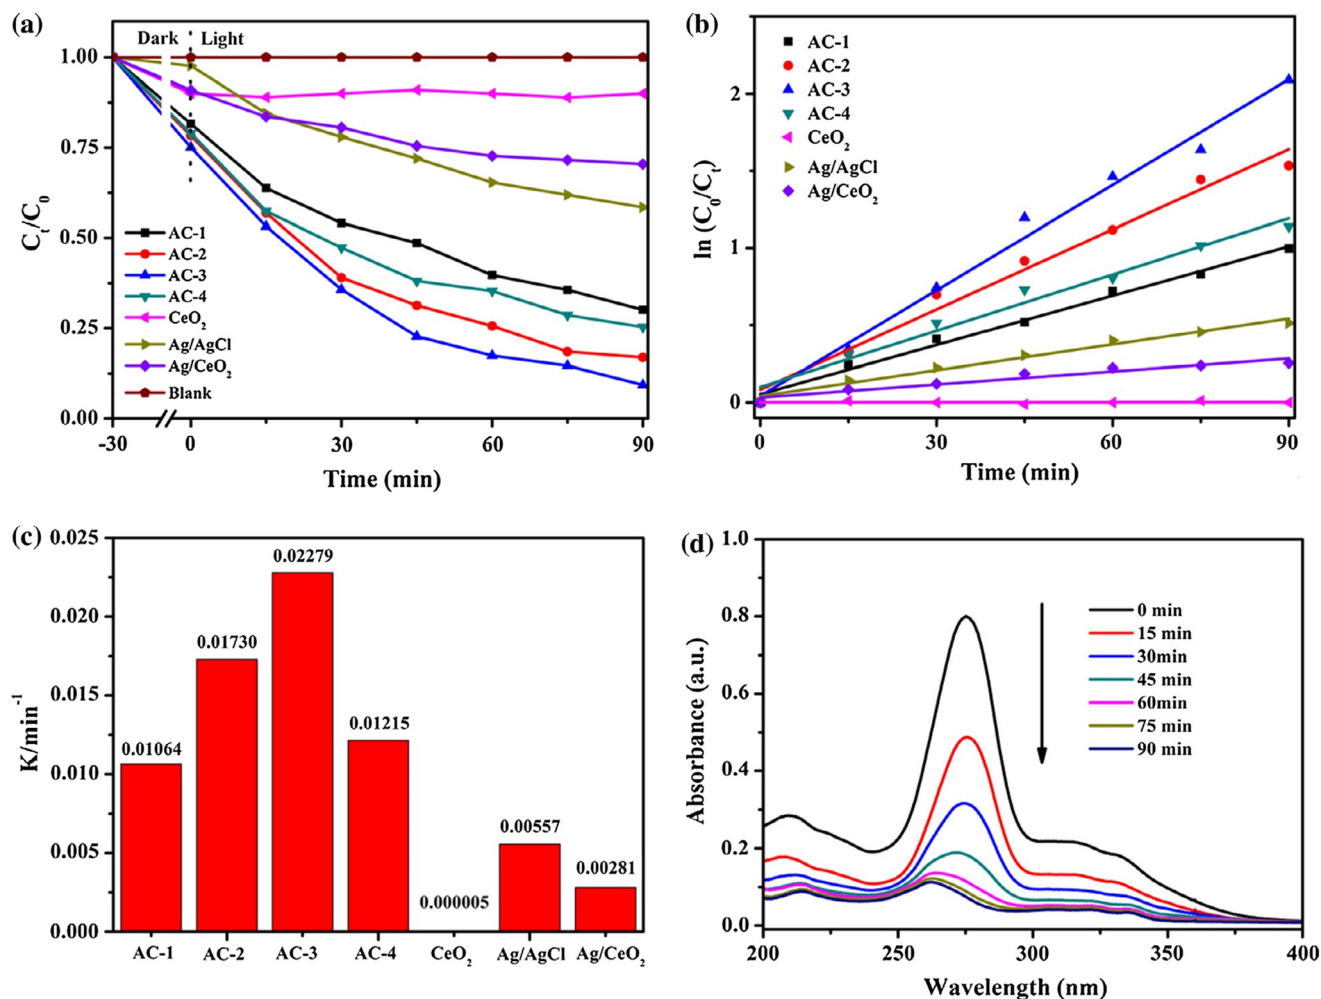 (a)
Dark Light
1.00
0.75
0.50
0.25
0.00
C_t/C_0
AC-1
AC-2
AC-3
AC-4
CeO₂
Ag/AgCl
Ag/CeO₂
Blank
-30 0 30 60 90
Time (min)
(b)
2
1
0
ln (C_0/C_t)
AC-1
AC-2
AC-3
AC-4
CeO₂
Ag/AgCl
Ag/CeO₂
0 30 60 90
Time (min)
(c)
0.025
0.020
0.015
0.010
0.005
0.000
K/min⁻¹
0.01064
0.01730
0.02279
0.01215
0.000005
0.00557
0.00281
AC-1 AC-2 AC-3 AC-4 CeO₂ Ag/AgCl Ag/CeO₂
(d)
1.0
0.8
0.6
0.4
0.2
0.0
Absorbance (a.u.)
0 min
15 min
30min
45 min
60min
75 min
90 min
200 250 300 350 400
Wavelength (nm)